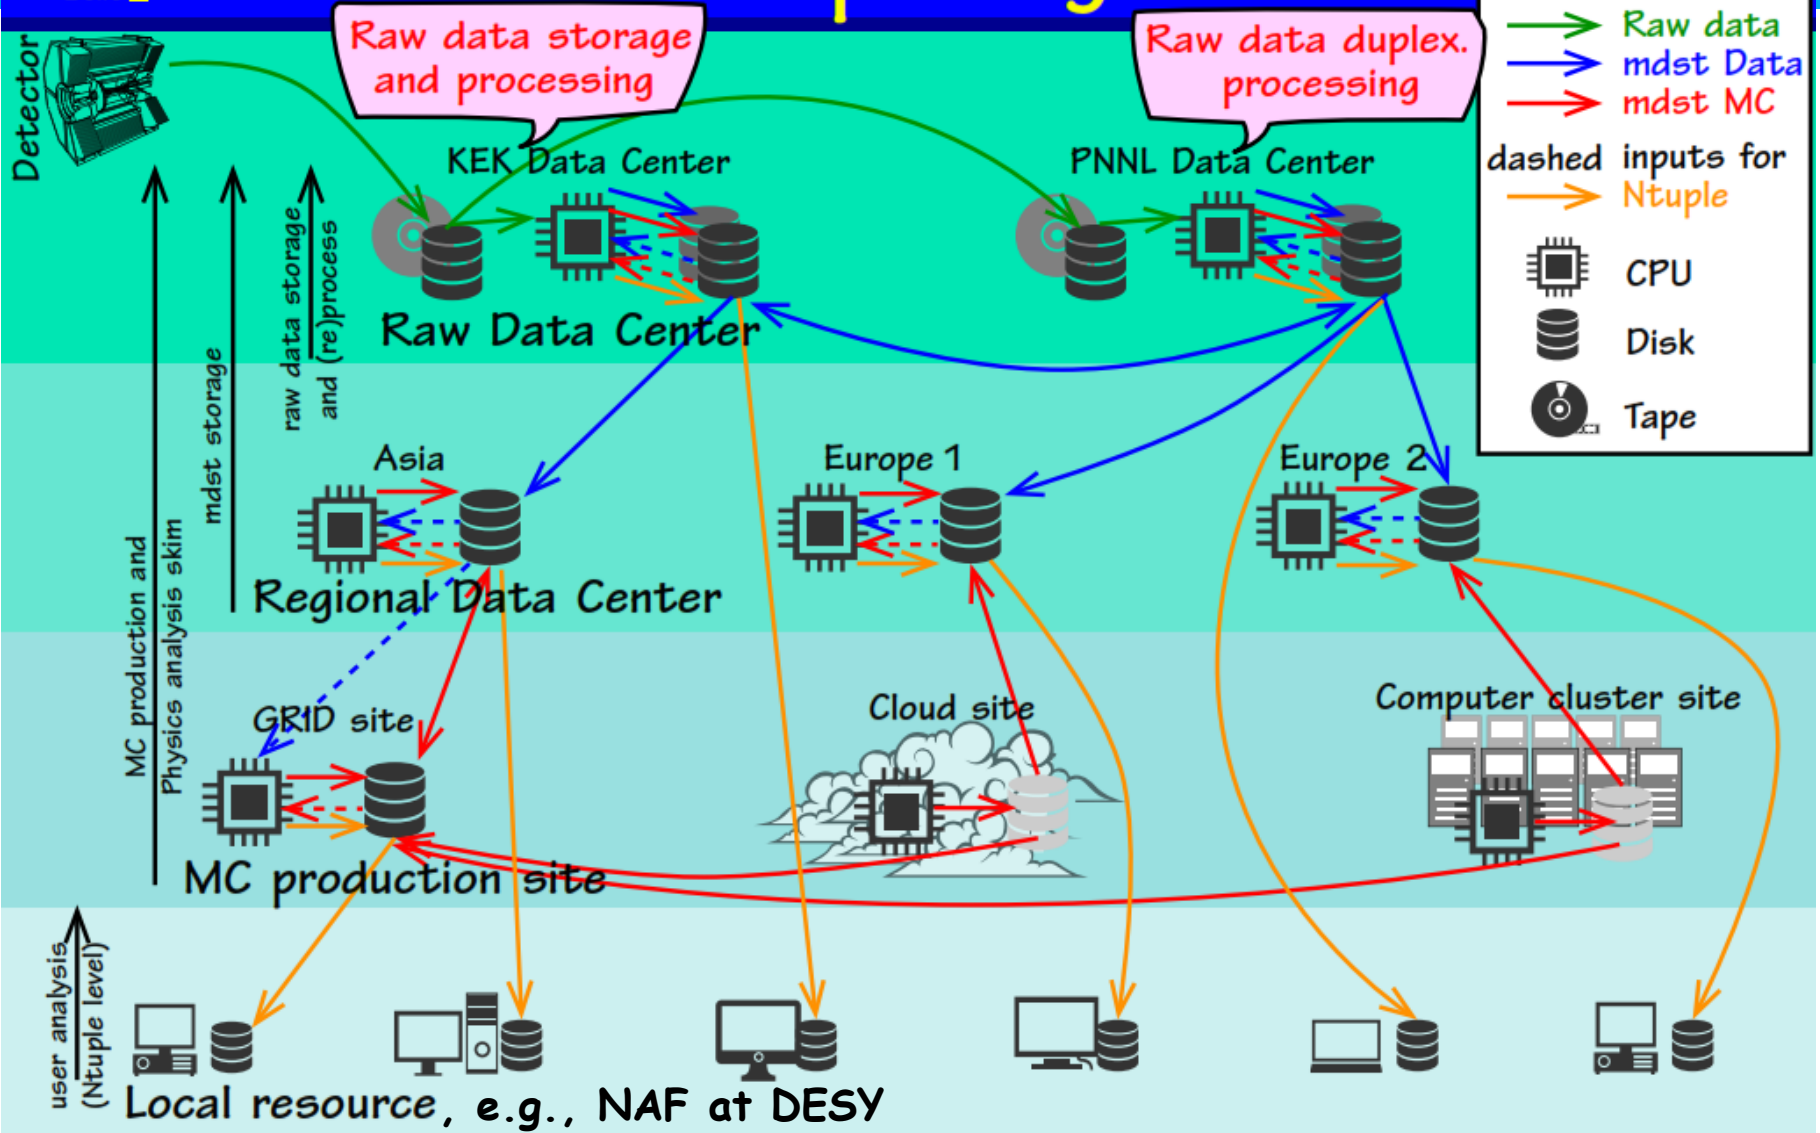 Raw data storage
and processing
Raw data duplex.
processing
Raw data
mdst Data
mdst MC
dashed inputs for
Ntuple
CPU
Disk
Tape
Detector
KEK Data Center
PNNL Data Center
Raw Data Center
raw data storage
and (re)process
mdst storage
MC production and
Physics analysis skim
Asia
Europe 1
Europe 2
Regional Data Center
GRID site
Cloud site
Computer cluster site
MC production site
user analysis
(Ntuple level)
Local resource, e.g., NAF at DESY